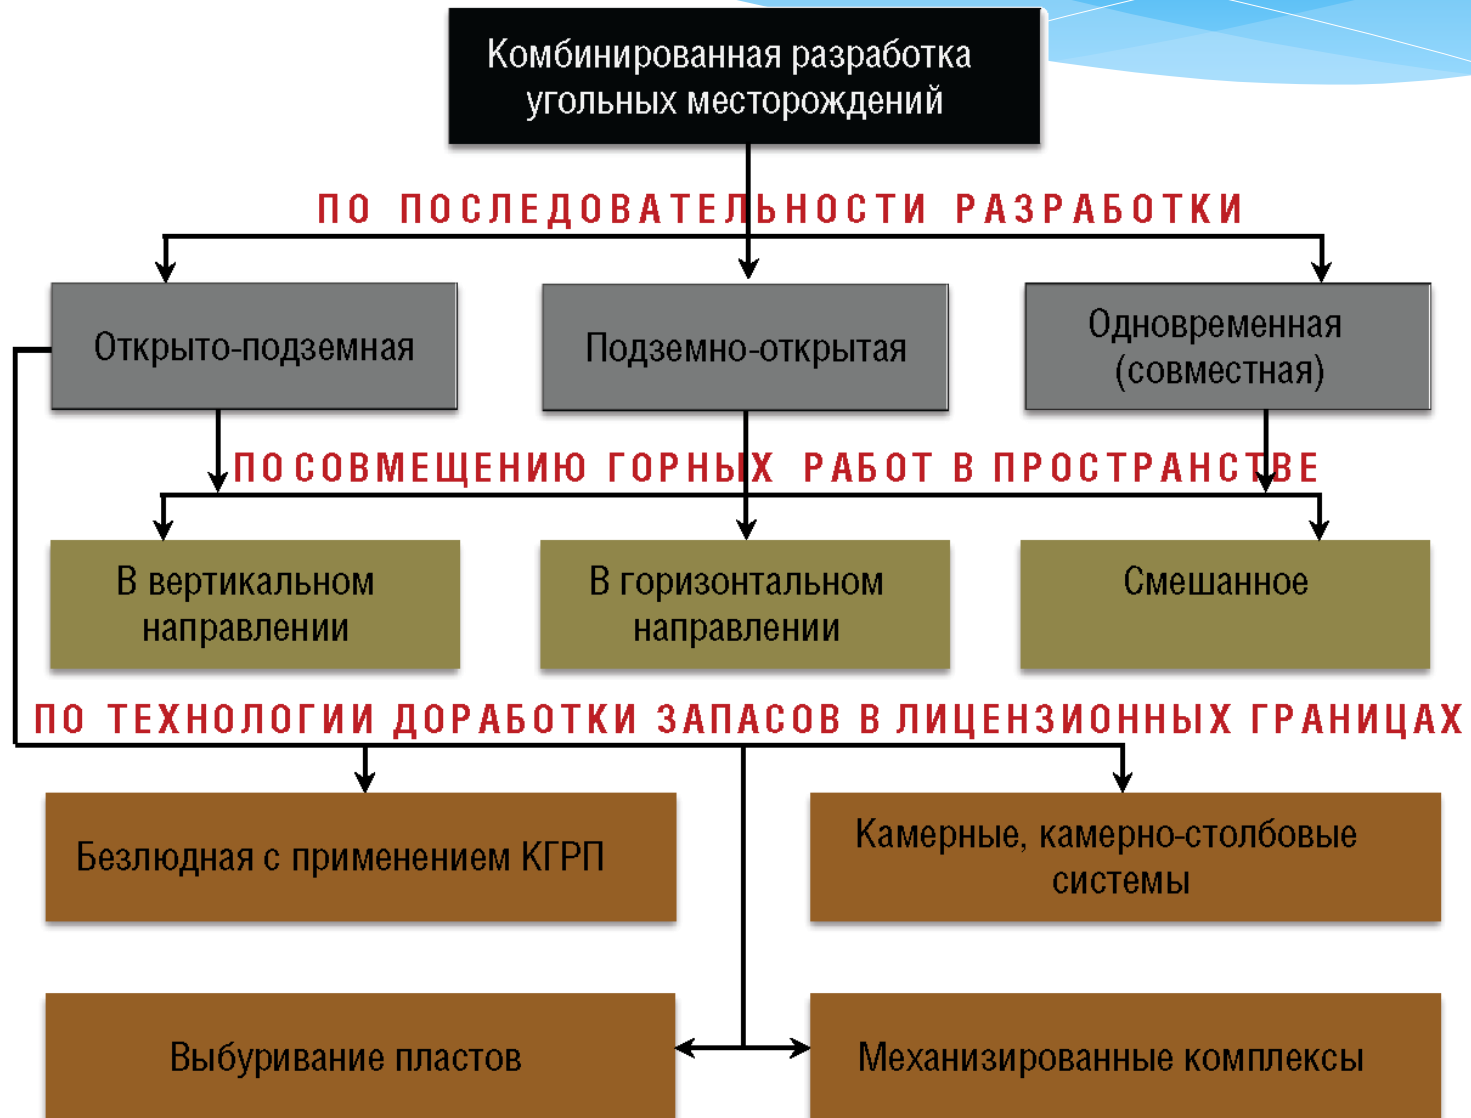 Комбинированная разработка
угольных месторождений
ПО ПОСЛЕДОВАТЕЛЬНОСТИ РАЗРАБОТКИ
Открыто-подземная
Подземно-открытая
Одновременная
(совместная)
ПО СОВМЕЩЕНИЮ ГОРНЫХ РАБОТ В ПРОСТРАНСТВЕ
В вертикальном
направлении
В горизонтальном
направлении
Смешанное
ПО ТЕХНОЛОГИИ ДОРАБОТКИ ЗАПАСОВ В ЛИЦЕНЗИОННЫХ ГРАНИЦАХ
Безлюдная с применением КГРП
Камерные, камерно-столбовые
системы
Выбуривание пластов
Механизированные комплексы